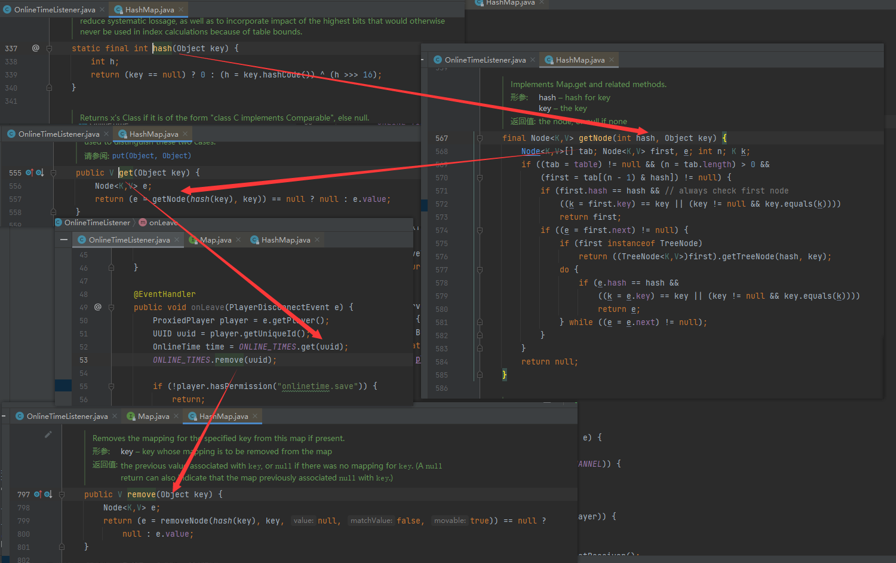 OnlineTimeListener.java × HashMap.java ×
HashMap.java ×
reduce systematic lossage, as well as to incorporate impact of the highest bits that would otherwise
never be used in index calculations because of table bounds.
337 @ static final int hash(Object key) {
338 int h;
339 return (key == null) ? 0 : (h = key.hashCode()) ^ (h >>> 16);
340 }
341
Returns x's Class if it is of the form "class C implements Comparable", else null.
OnlineTimeListener.java × HashMap.java ×
used to distinguish these two cases.
请参阅: put(Object, Object)
555 public V get(Object key) {
556 Node<K,V> e;
557 return (e = getNode(hash(key), key)) == null ? null : e.value;
558 }
OnlineTimeListener onLeave
OnlineTimeListener.java × Map.java × HashMap.java ×
45
46 }
47
48 @EventHandler
49 @ public void onLeave(PlayerDisconnectEvent e) {
50 ProxiedPlayer player = e.getPlayer();
51 UUID uuid = player.getUniqueId();
52 OnlineTime time = ONLINE_TIMES.get(uuid);
53 ONLINE_TIMES.remove(uuid);
54
55 if (!player.hasPermission("onlinetime.save")) {
56 return;
OnlineTimeListener.java × HashMap.java ×
Implements Map.get and related methods.
形参: hash – hash for key
key – the key
返回值: the node, or null if none
567 final Node<K,V> getNode(int hash, Object key) {
568 Node<K,V>[] tab; Node<K,V> first, e; int n; K k;
569 if ((tab = table) != null && (n = tab.length) > 0 &&
570 (first = tab[(n - 1) & hash]) != null) {
571 if (first.hash == hash && // always check first node
572 ((k = first.key) == key || (key != null && key.equals(k))))
573 return first;
574 if ((e = first.next) != null) {
575 if (first instanceof TreeNode)
576 return ((TreeNode<K,V>)first).getTreeNode(hash, key);
577 do {
578 if (e.hash == hash &&
579 ((k = e.key) == key || (key != null && key.equals(k))))
580 return e;
581 } while ((e = e.next) != null);
582 }
583 }
584 return null;
585 }
586
OnlineTimeListener.java × Map.java × HashMap.java ×
Removes the mapping for the specified key from this map if present.
形参: key – key whose mapping is to be removed from the map
返回值: the previous value associated with key, or null if there was no mapping for key. (A null
return can also indicate that the map previously associated null with key.)
797 public V remove(Object key) {
798 Node<K,V> e;
799 return (e = removeNode(hash(key), key, value: null, matchValue: false, movable: true)) == null ?
800 null : e.value;
801 }
802
e) {
ANNEL)) {
ayer)) {